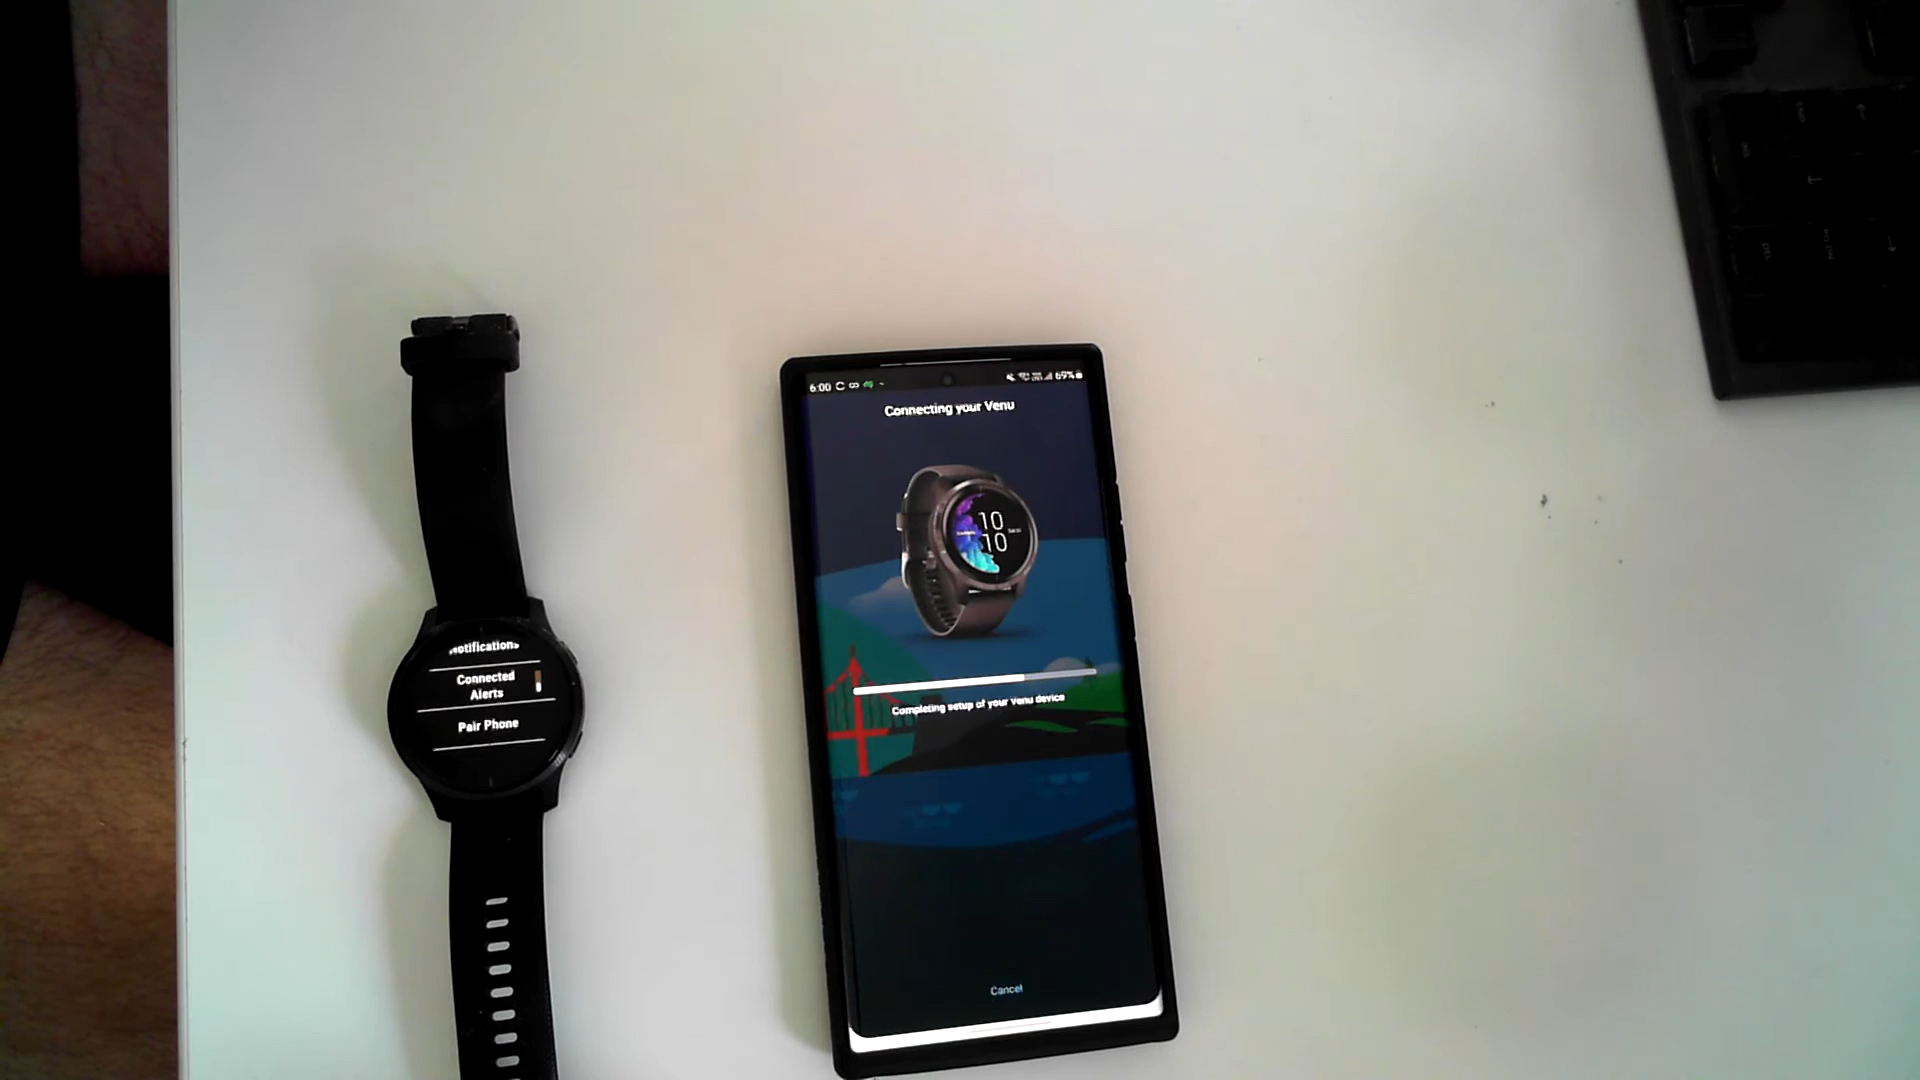 Notifications
Connected
Alerts
Pair Phone
6:00
69%
Connecting your Venu
10
10
Completing setup of your Venu device
Cancel